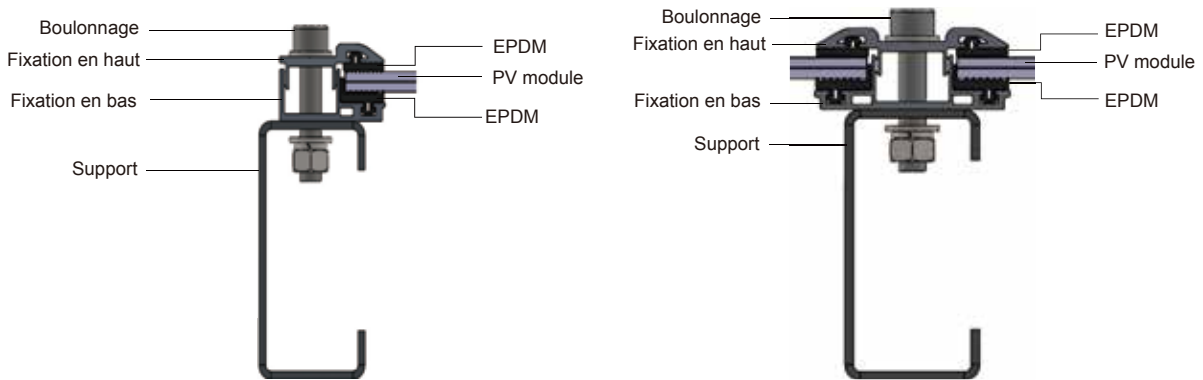 Boulonnage
Fixation en haut
Fixation en bas
Support
EPDM
PV module
EPDM
Boulonnage
Fixation en haut
Fixation en bas
Support
EPDM
PV module
EPDM